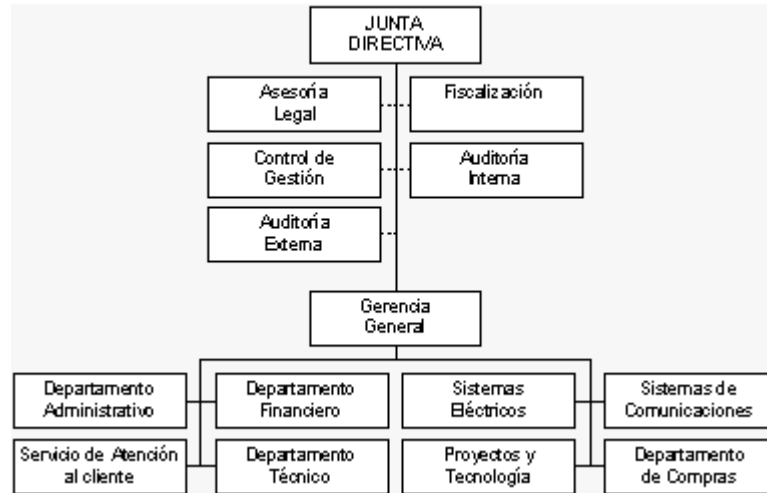 JUNTA
DIRECTIVA
Asesoría
Legal
Fiscalización
Control de
Gestión
Auditoría
Interna
Auditoría
Externa
Gerencia
General
Departamento
Administrativo
Departamento
Financiero
Sistemas
Eléctricos
Sistemas de
Comunicaciones
Servicio de Atención
al cliente
Departamento
Técnico
Proyectos y
Tecnología
Departamento
de Compras